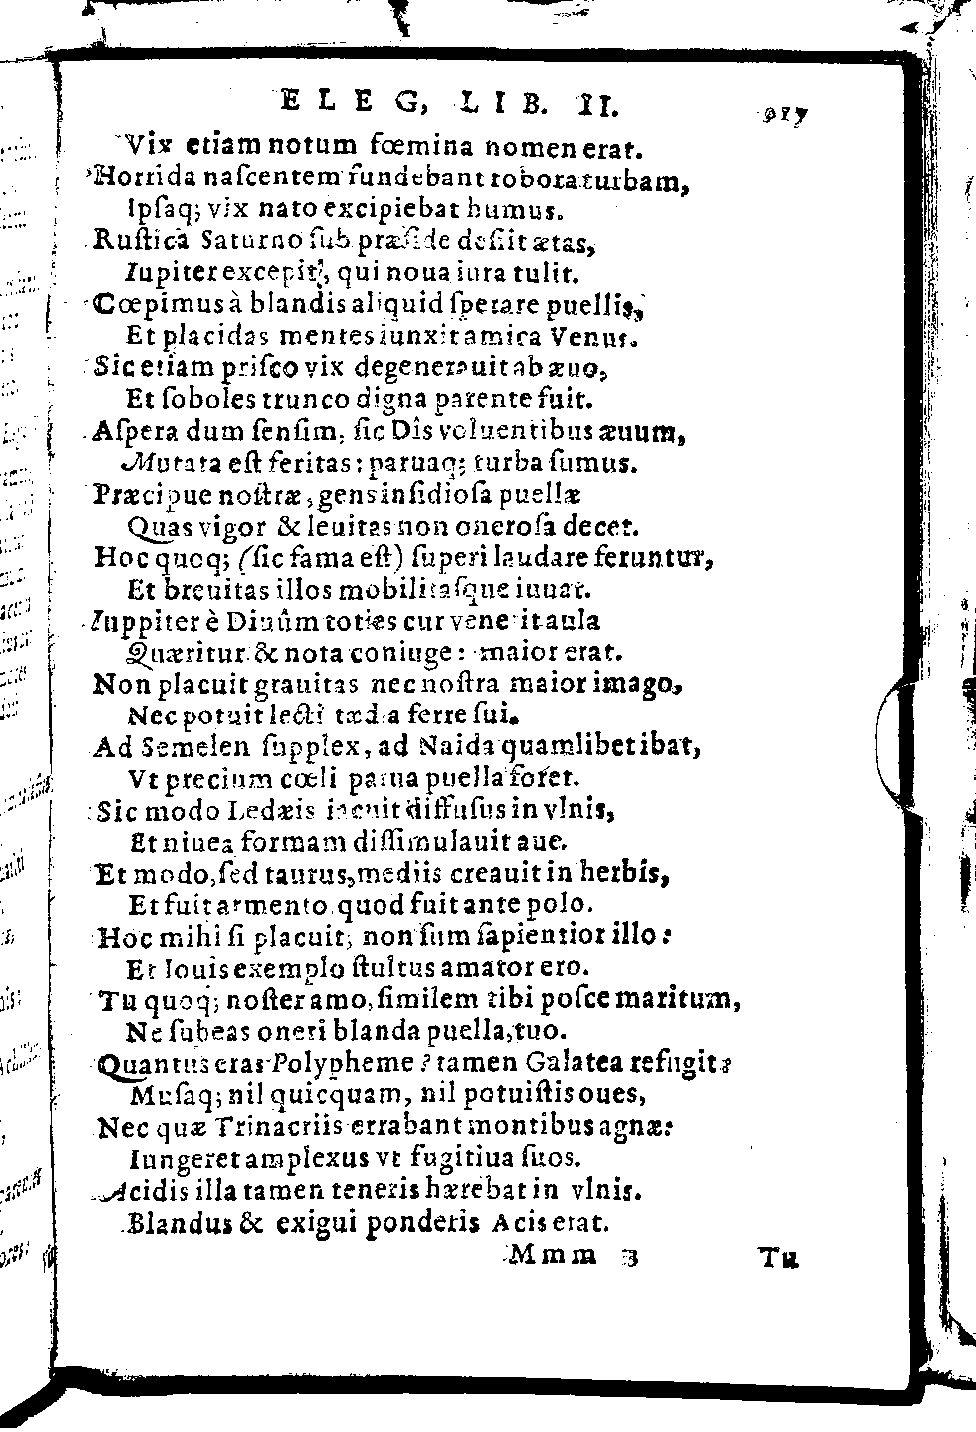 ELEG, LIB. II. 917
Vix etiam notum fœmina nomen erat.
Horrida naſcentem fundebant robora turbam,
Ipſaq; vix nato excipiebat humus.
Ruſtica Saturno ſub præſide deſiit ætas,
Iupiter excepit, qui noua iura tulit.
Cœpimus à blandis aliquid ſperare puellis,
Et placidas mentes iunxit amica Venus.
Sic etiam priſco vix degenerauit ab æuo,
Et ſoboles trunco digna parente fuit.
Aſpera dum ſenſim, ſic Dîs voluentibus æuum,
Mutata eſt feritas: paruaq; turba ſumus.
Præcipue noſtræ, gens inſidioſa puellæ
Quas vigor & leuitas non oneroſa decet.
Hoc quoq; (ſic fama eſt) ſuperi laudare feruntur,
Et breuitas illos mobilitaſque iuuat.
Iuppiter è Diuûm toties cur venerit aula
Quæritur & nota coniuge: maior erat.
Non placuit grauitas nec noſtra maior imago,
Nec potuit lecti tædia ferre ſui.
Ad Semelen ſupplex, ad Naida quamlibet ibat,
Vt precium cœli parua puella foret.
Sic modo Ledæis iacuit diffuſus in vlnis,
Et niuea formam diſſimulauit aue.
Et modo, ſed taurus, mediis creauit in herbis,
Et fuit armento quod fuit ante polo.
Hoc mihi ſi placuit, non ſum ſapientior illo:
Et Iouis exemplo ſtultus amator ero.
Tu quoq; noſter amo, ſimilem tibi poſce maritum,
Ne ſubeas oneri blanda puella, tuo.
Quantus eras Polypheme? tamen Galatea refugit:
Muſaq; nil quicquam, nil potuiſtis oues,
Nec quæ Trinacriis errabant montibus agnæ:
Iungeret amplexus vt fugitiua ſuos.
Acidis illa tamen teneris hærebat in vlnis.
Blandus & exigui ponderis Acis erat.
Mmm 3 Tu